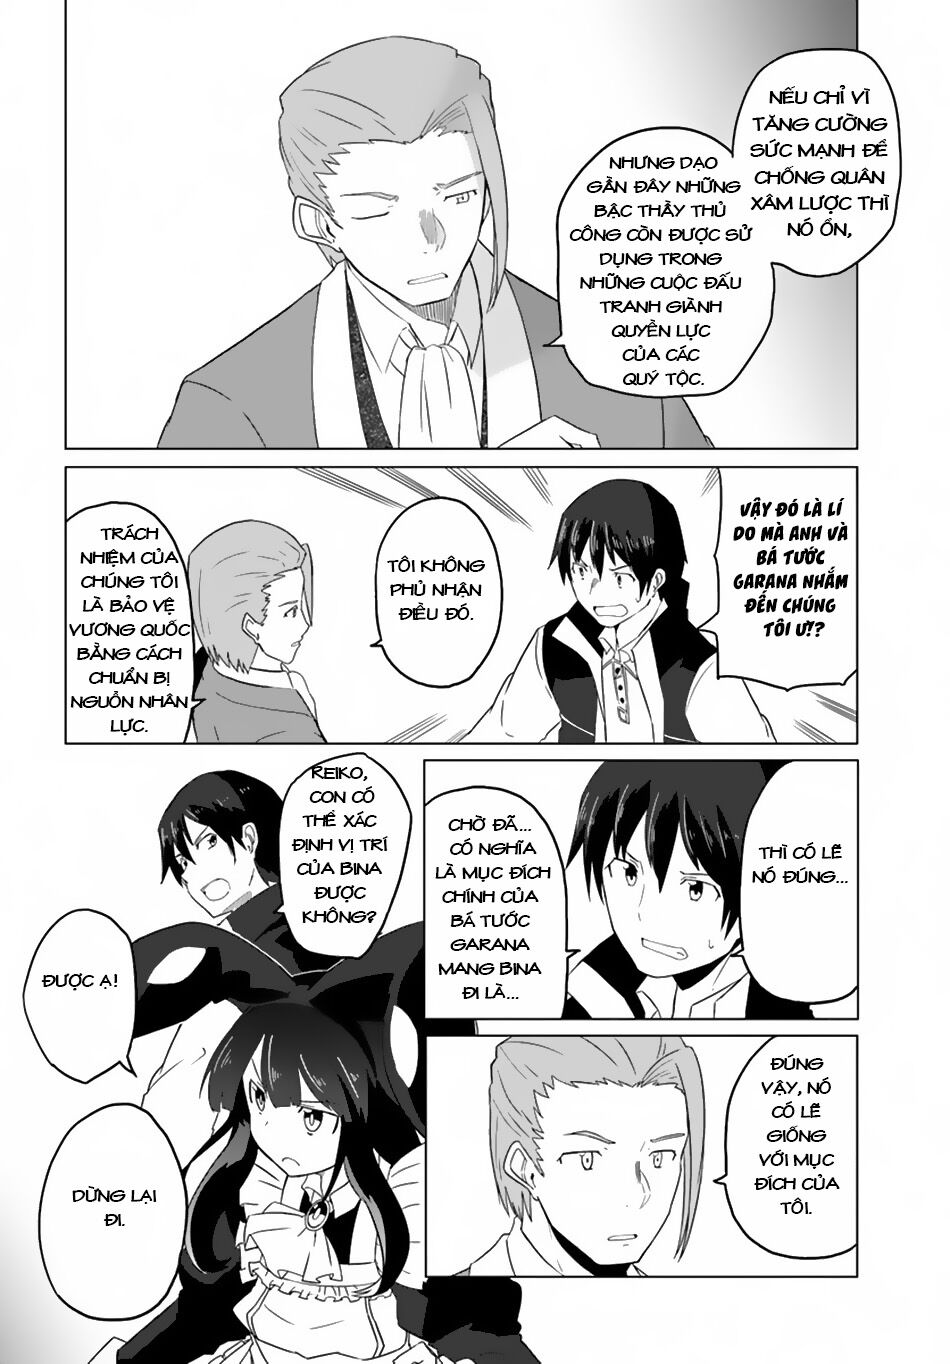 NẾU CHỈ VÌ
TĂNG CƯỜNG
SỨC MẠNH ĐỂ
CHỐNG QUÂN
XÂM LƯỢC THÌ
NÓ ỔN,
NHƯNG DẠO
GẦN ĐÂY NHỮNG
BẬC THẦY THỦ
CÔNG CÒN ĐƯỢC SỬ
DỤNG TRONG
NHỮNG CUỘC ĐẤU
TRANH GIÀNH
QUYỀN LỰC
CỦA CÁC
QUÝ TỘC.
VẬY ĐÓ LÀ LÍ
DO MÀ ANH VÀ
BÁ TƯỚC
GARANA NHẮM
ĐẾN CHÚNG
TÔI Ư!?
TÔI KHÔNG
PHỦ NHẬN
ĐIỀU ĐÓ.
TRÁCH
NHIỆM CỦA
CHÚNG TÔI
LÀ BẢO VỆ
VƯƠNG QUỐC
BẰNG CÁCH
CHUẨN BỊ
NGUỒN NHÂN
LỰC.
THÌ CÓ LẼ
NÓ ĐÚNG...
CHỜ ĐÃ...
CÓ NGHĨA
LÀ MỤC ĐÍCH
CHÍNH CỦA
BÁ TƯỚC
GARANA
MANG BINA
ĐI LÀ...
ĐÚNG
VẬY, NÓ
CÓ LẼ
GIỐNG
VỚI MỤC
ĐÍCH CỦA
TÔI.
REIKO,
CON CÓ
THỂ XÁC
ĐỊNH VỊ TRÍ
CỦA BINA
ĐƯỢC
KHÔNG?
ĐƯỢC Ạ!
DỪNG LẠI
ĐI.